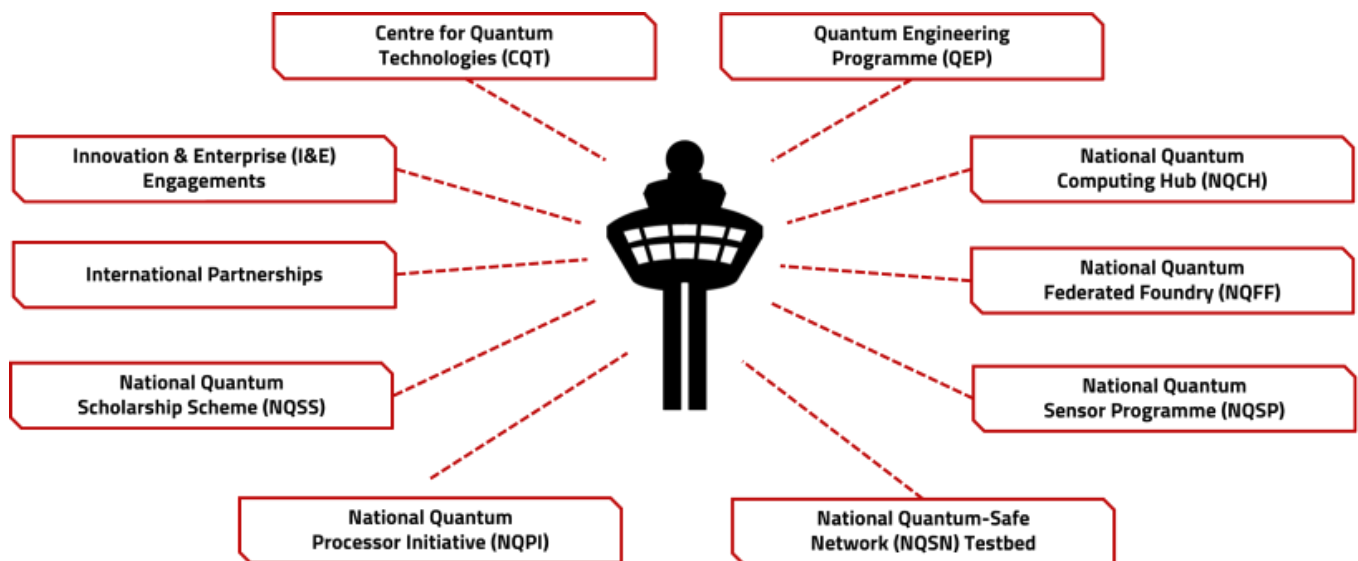 Centre for Quantum
Technologies (CQT)
Quantum Engineering
Programme (QEP)
Innovation & Enterprise (I&E)
Engagements
National Quantum
Computing Hub (NQCH)
International Partnerships
National Quantum
Federated Foundry (NQFF)
National Quantum
Scholarship Scheme (NQSS)
National Quantum
Sensor Programme (NQSP)
National Quantum
Processor Initiative (NQPI)
National Quantum-Safe
Network (NQSN) Testbed